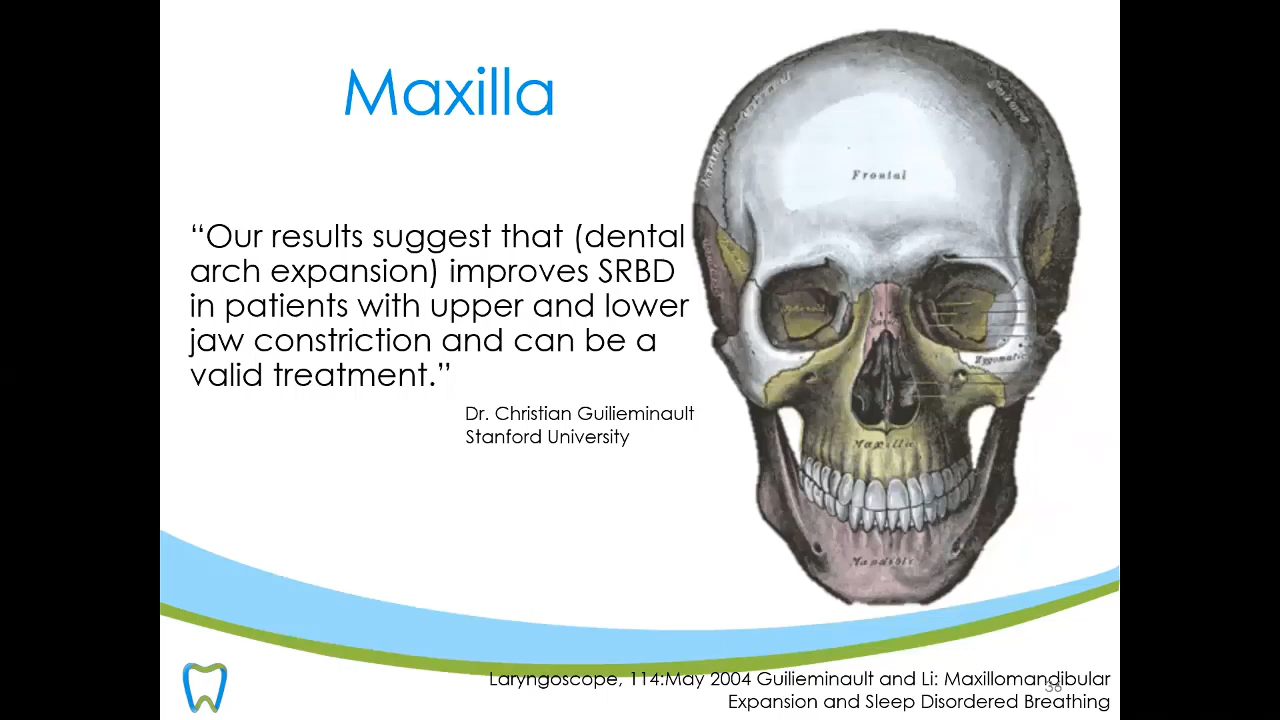 Maxilla
“Our results suggest that (dental
arch expansion) improves SRBD
in patients with upper and lower
jaw constriction and can be a
valid treatment.”
Dr. Christian Guilieminault
Stanford University
Frontal
Zygomatic
Maxilla
Mandible
Laryngoscope, 114:May 2004 Guilieminault and Li: Maxillomandibular
38
Expansion and Sleep Disordered Breathing